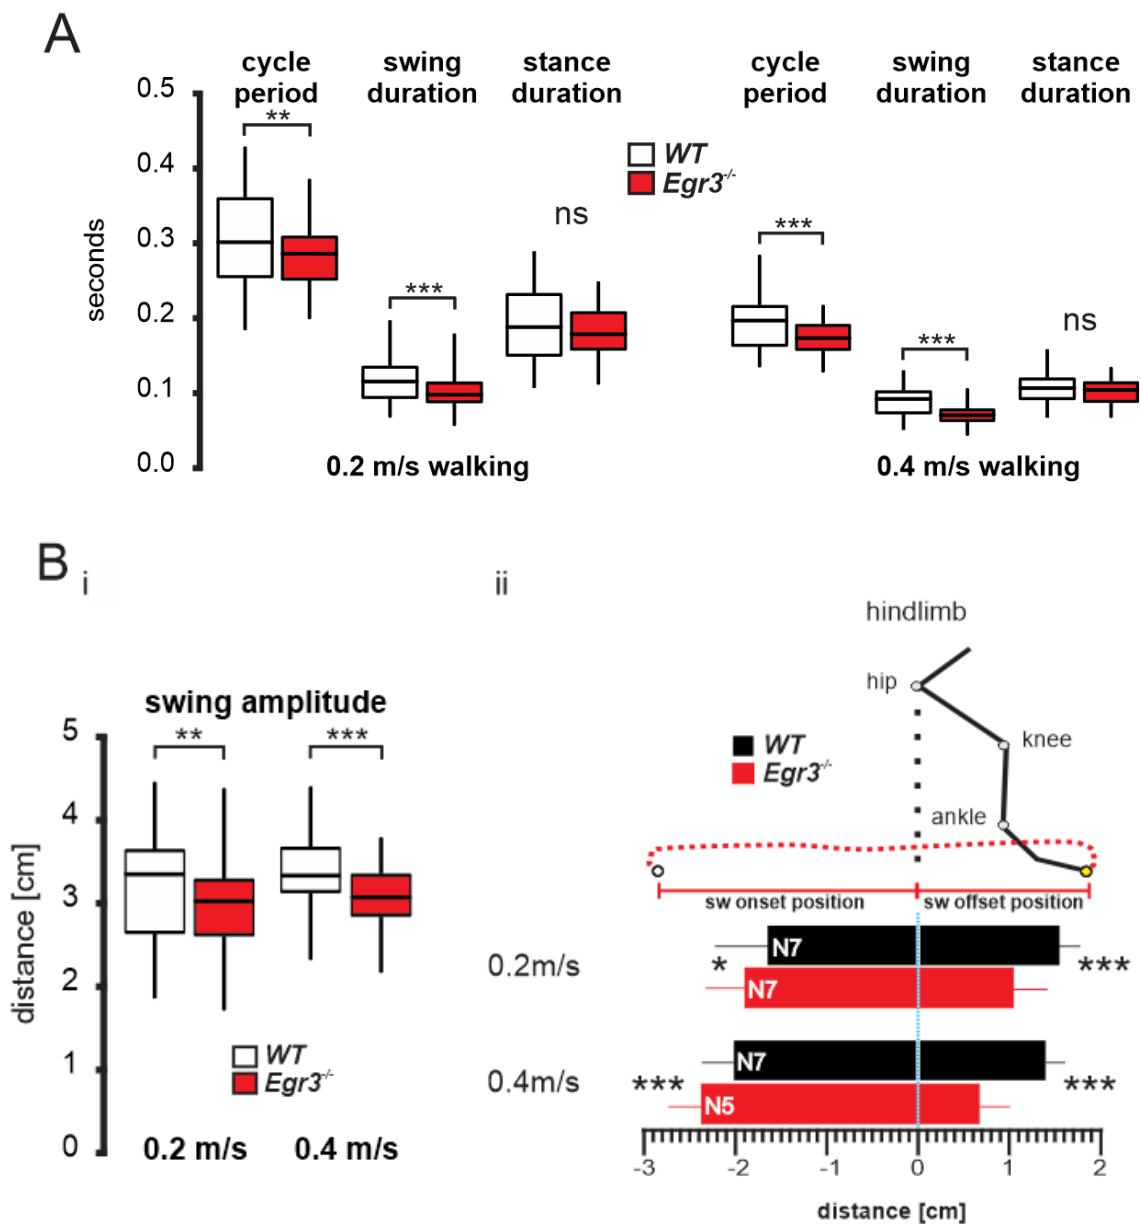 A
cycle period
swing duration
stance duration
cycle period
swing duration
stance duration
0.5
0.4
0.3
0.2
0.1
0.0
seconds
**
***
ns
WT
Egr3-/-
***
***
ns
0.2 m/s walking
0.4 m/s walking
B
i
swing amplitude
5
4
3
2
1
0
distance [cm]
**
***
WT
Egr3-/-
0.2 m/s
0.4 m/s
ii
hindlimb
hip
knee
ankle
WT
Egr3-/-
sw onset position
sw offset position
0.2m/s
N7
*
***
N7
0.4m/s
N7
***
***
N5
-3
-2
-1
0
1
2
distance [cm]